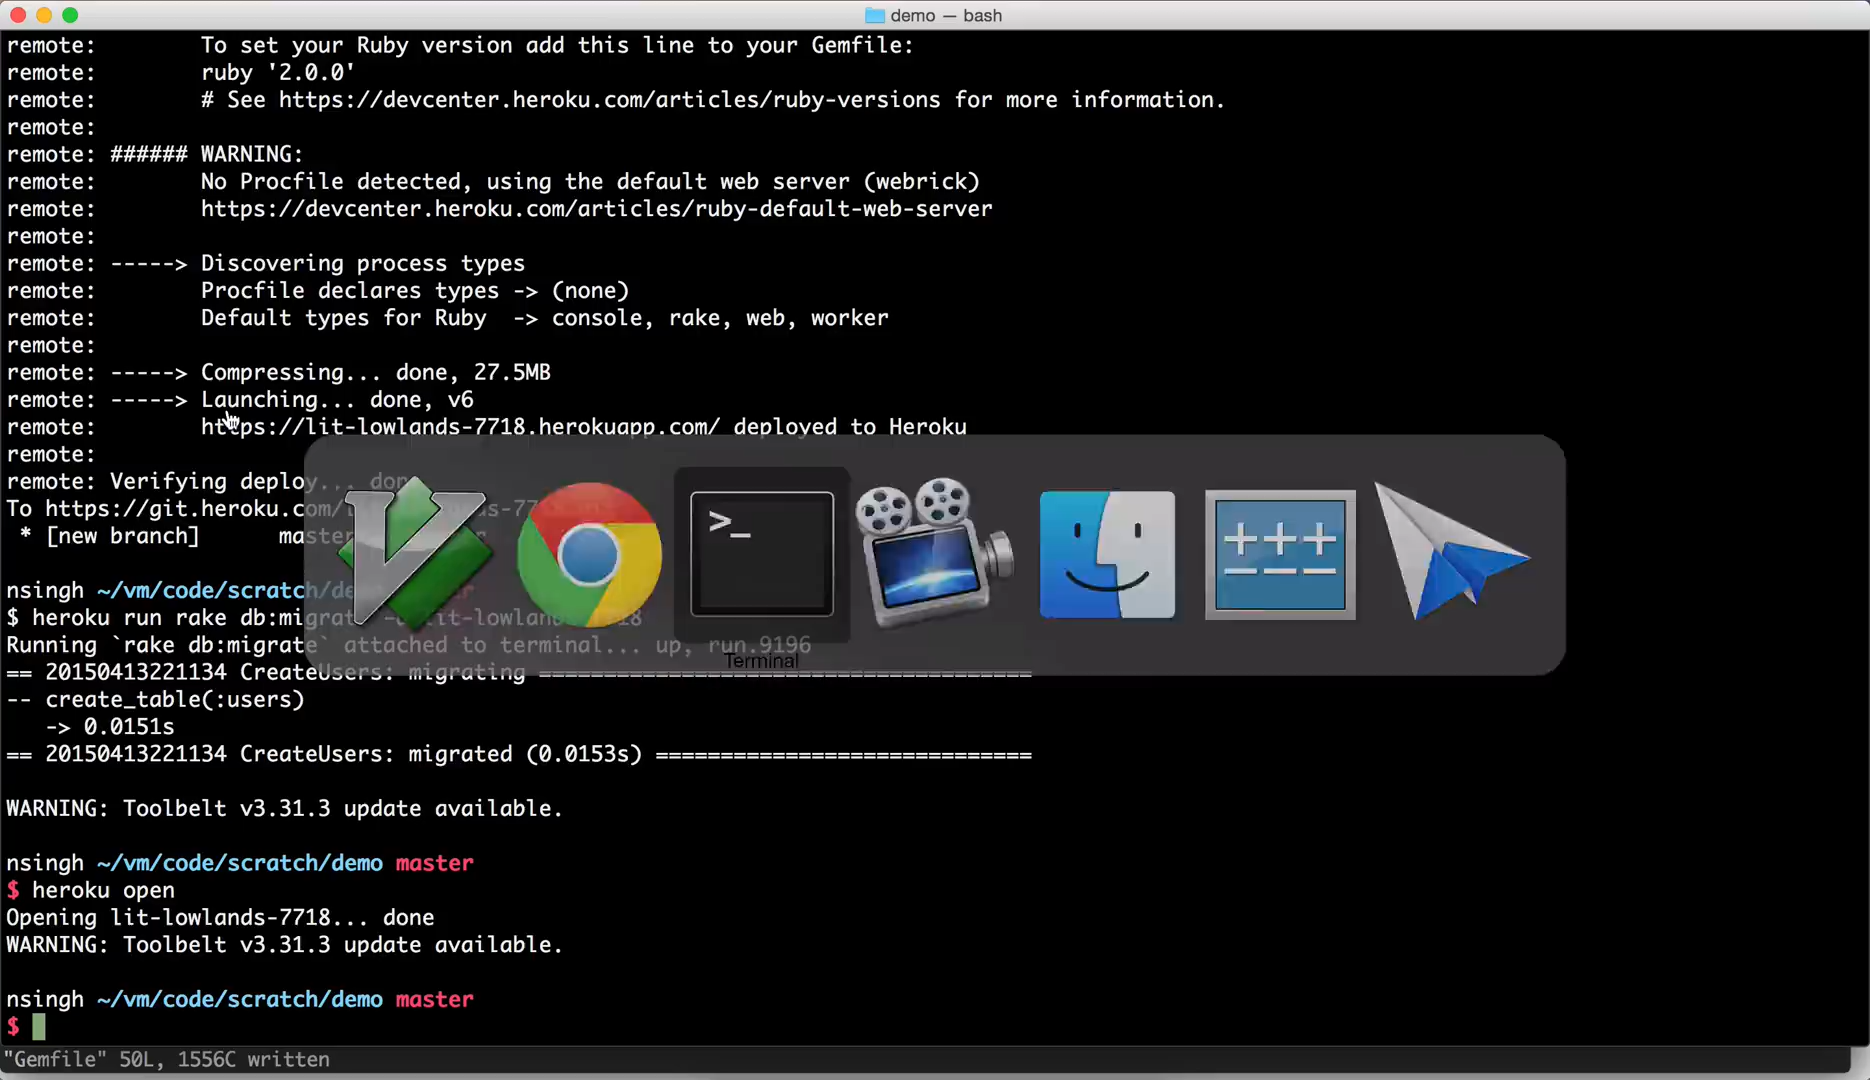 demo — bash
remote:        To set your Ruby version add this line to your Gemfile:
remote:        ruby '2.0.0'
remote:        # See https://devcenter.heroku.com/articles/ruby-versions for more information.
remote:
remote: ###### WARNING:
remote:        No Procfile detected, using the default web server (webrick)
remote:        https://devcenter.heroku.com/articles/ruby-default-web-server
remote:
remote: -----> Discovering process types
remote:        Procfile declares types -> (none)
remote:        Default types for Ruby  -> console, rake, web, worker
remote:
remote: -----> Compressing... done, 27.5MB
remote: -----> Launching... done, v6
remote:        https://lit-lowlands-7718.herokuapp.com/ deployed to Heroku
remote:
remote: Verifying deploy... done
To https://git.heroku.com/
 * [new branch]      master
nsingh ~/vm/code/scratch/demo
$ heroku run rake db:migrate
Running `rake db:migrate` attached to terminal... up, run.9196
== 20150413221134 CreateUsers: migrating ======================================
-- create_table(:users)
   -> 0.0151s
== 20150413221134 CreateUsers: migrated (0.0153s) =============================
WARNING: Toolbelt v3.31.3 update available.
nsingh ~/vm/code/scratch/demo master
$ heroku open
Opening lit-lowlands-7718... done
WARNING: Toolbelt v3.31.3 update available.
nsingh ~/vm/code/scratch/demo master
$
"Gemfile" 50L, 1556C written
>_
Terminal